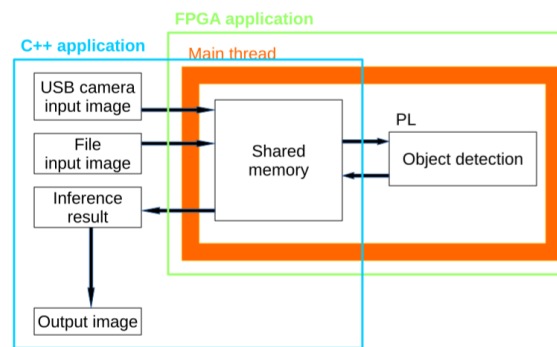 FPGA application
C++ application
Main thread
USB camera
input image
File
input image
Inference
result
Output image
Shared
memory
PL
Object detection